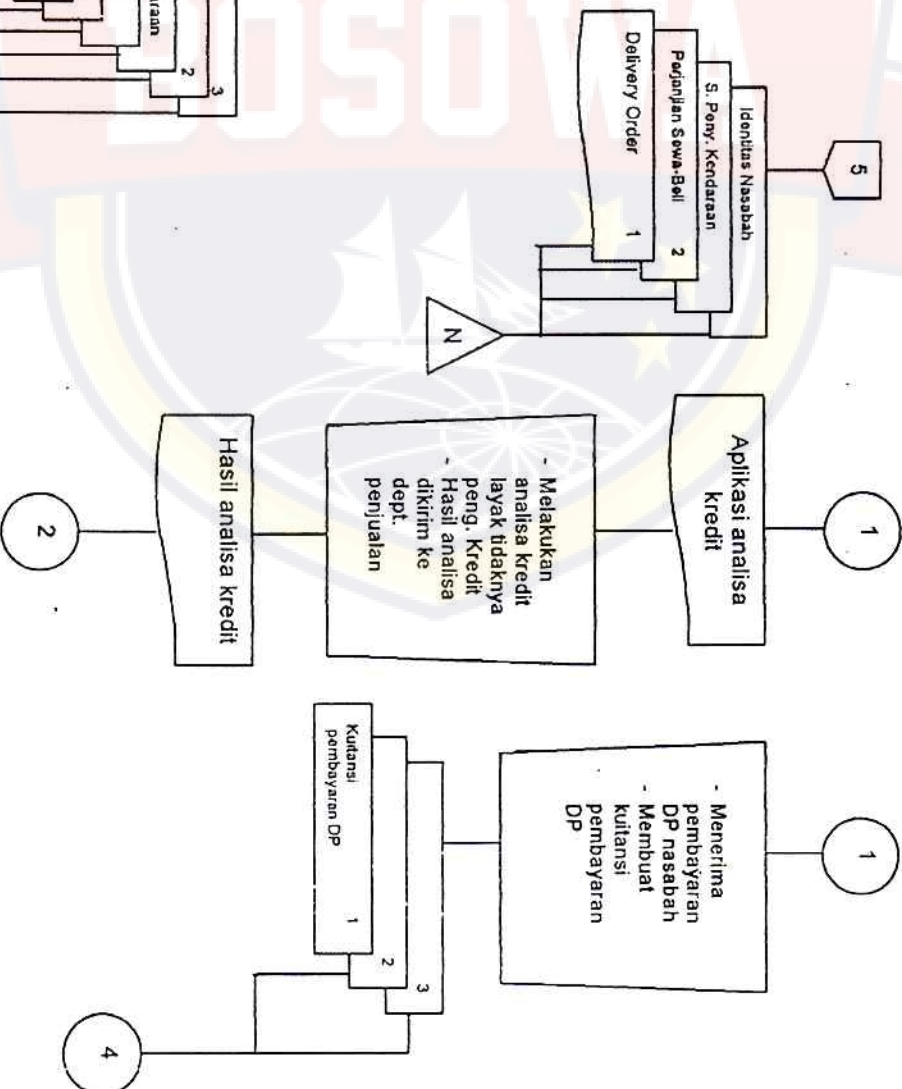 BOSOWA
raan
2
3
5
Identitas Nasabah
S. Peny. Kendaraan
Perjanjian Sewa-Beli
2
Delivery Order
1
N
1
Aplikasi analisa
kredit
- Melakukan
analisa kredit
layak tidaknya
peng. Kredit
- Hasil analisa
dikirim ke
dept.
penjualan
Hasil analisa kredit
2
1
- Menerima
pembayaran
DP nasabah
- Membuat
kuitansi
pembayaran
DP
3
2
Kuitansi
pembayaran DP
1
4